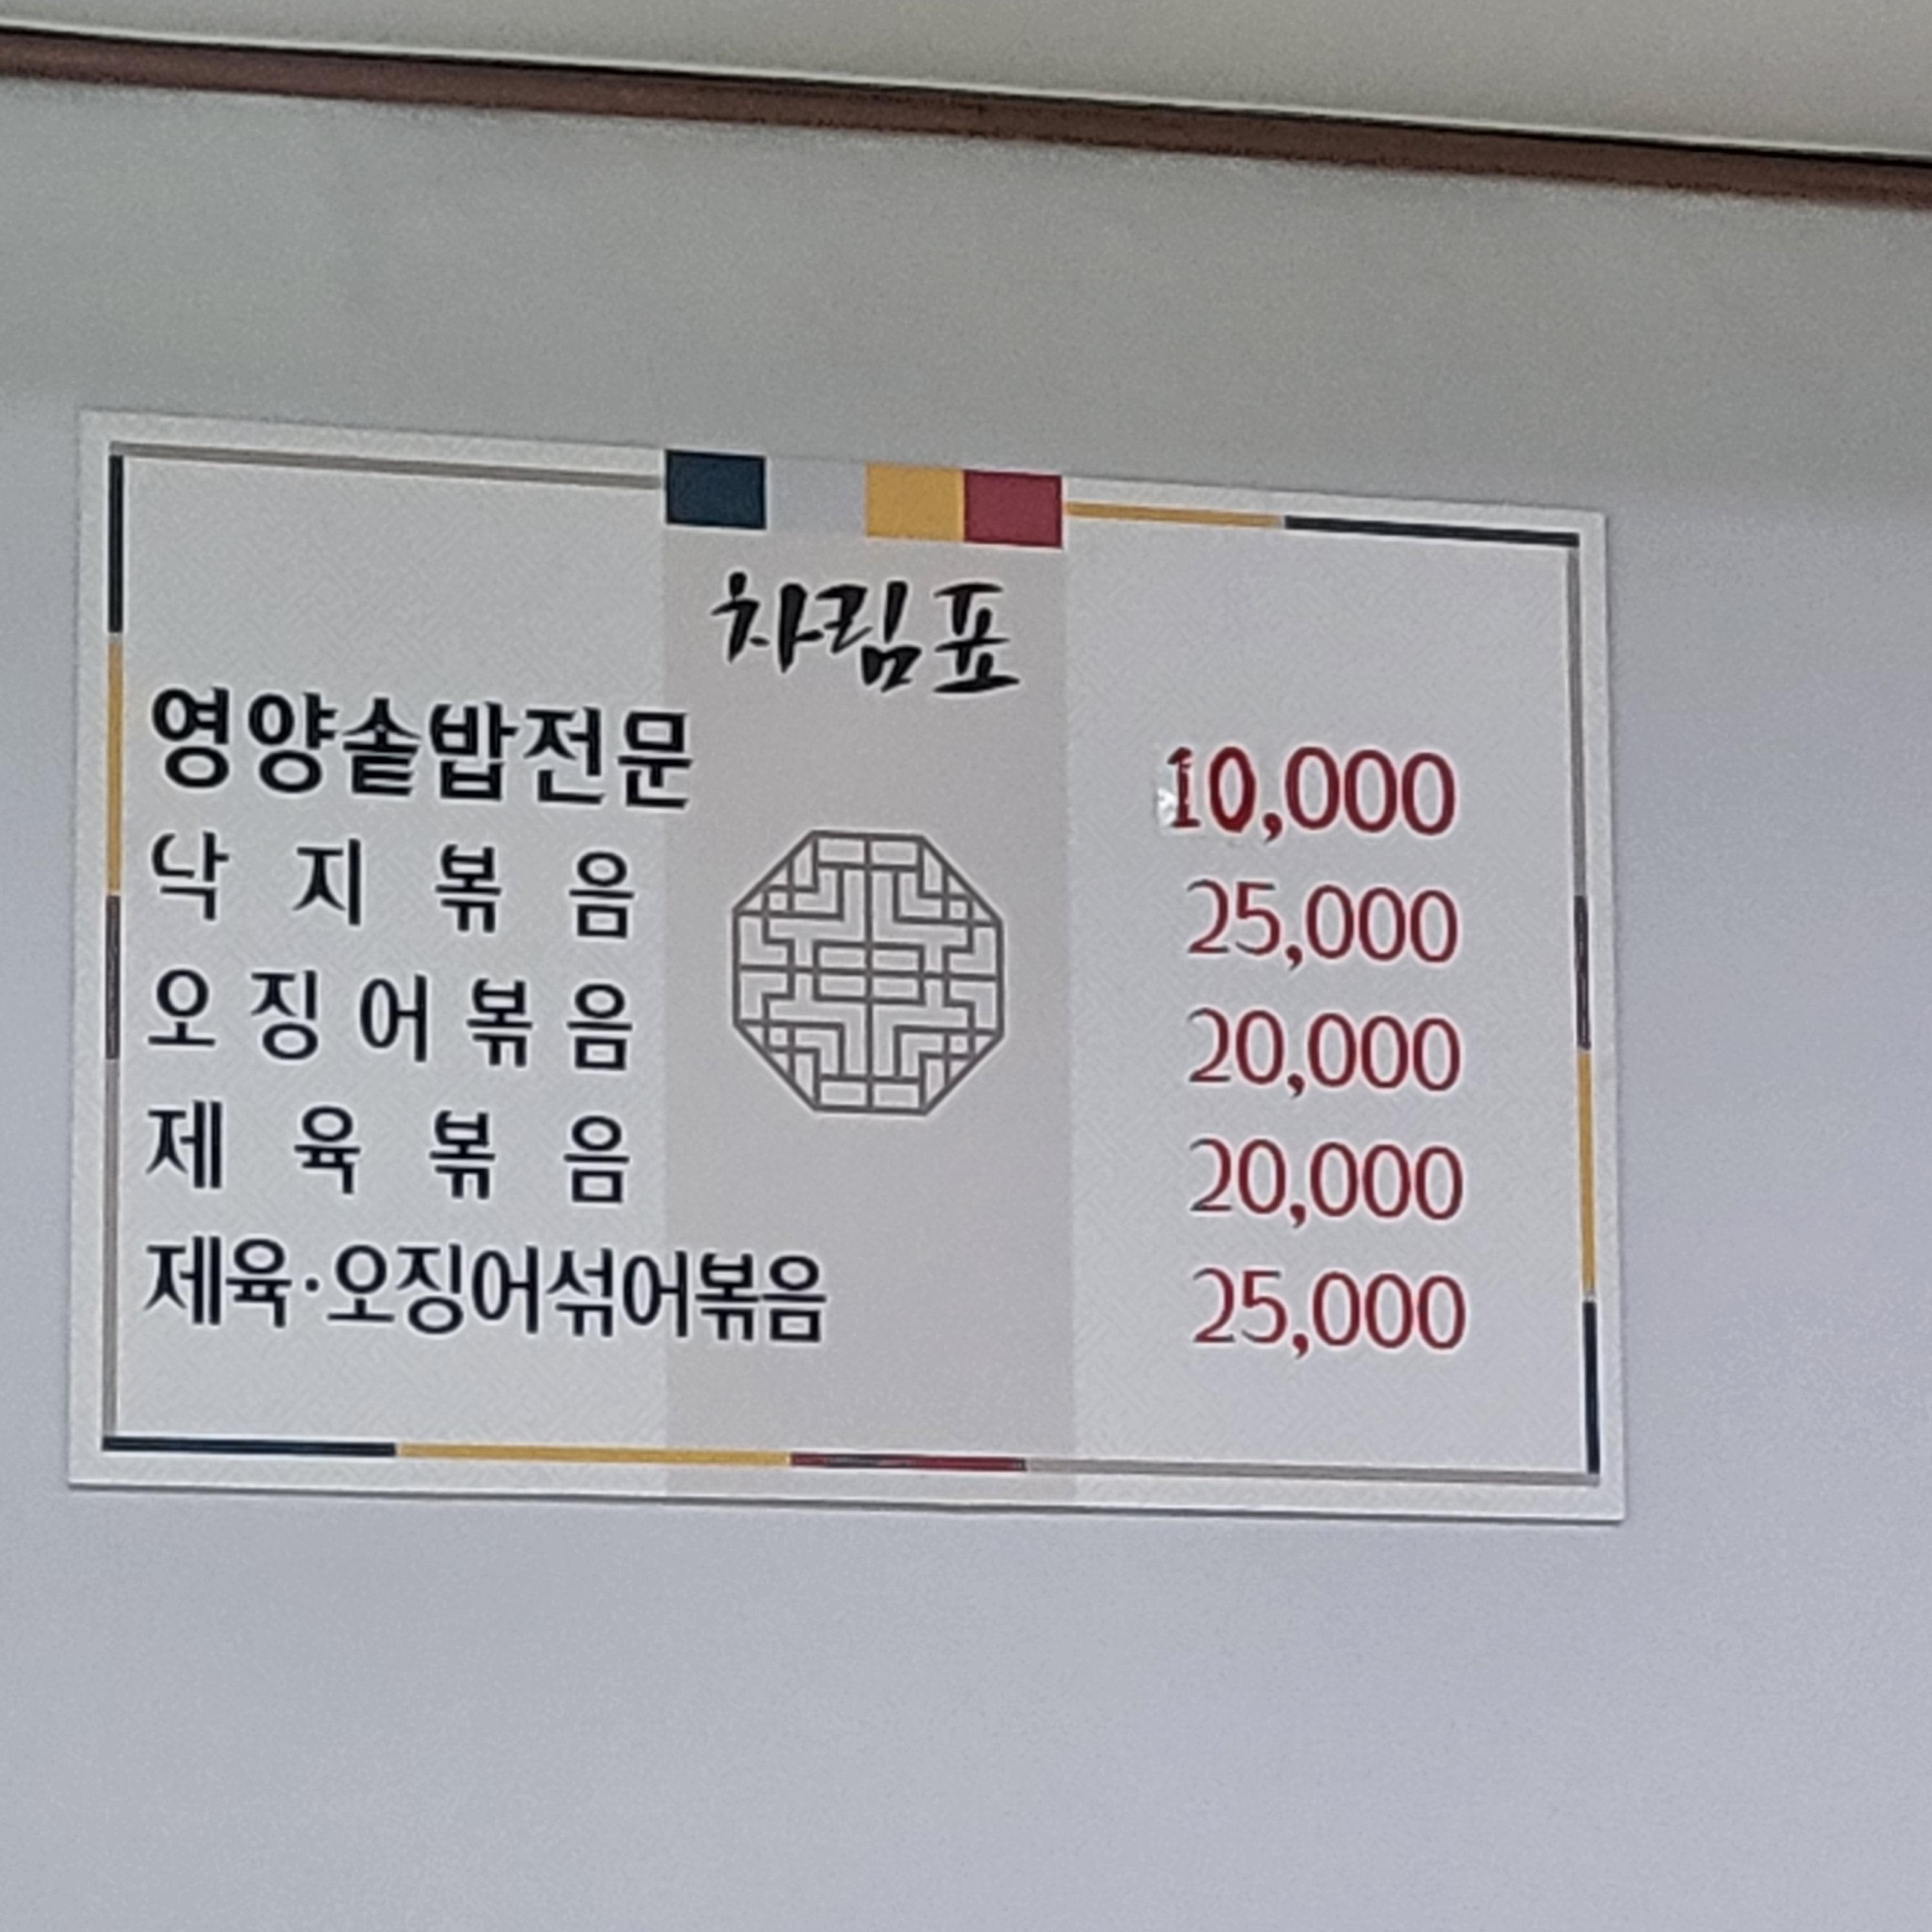 차림표
영양솥밥전문 10,000
낙지볶음 25,000
오징어볶음 20,000
제육볶음 20,000
제육·오징어섞어볶음 25,000